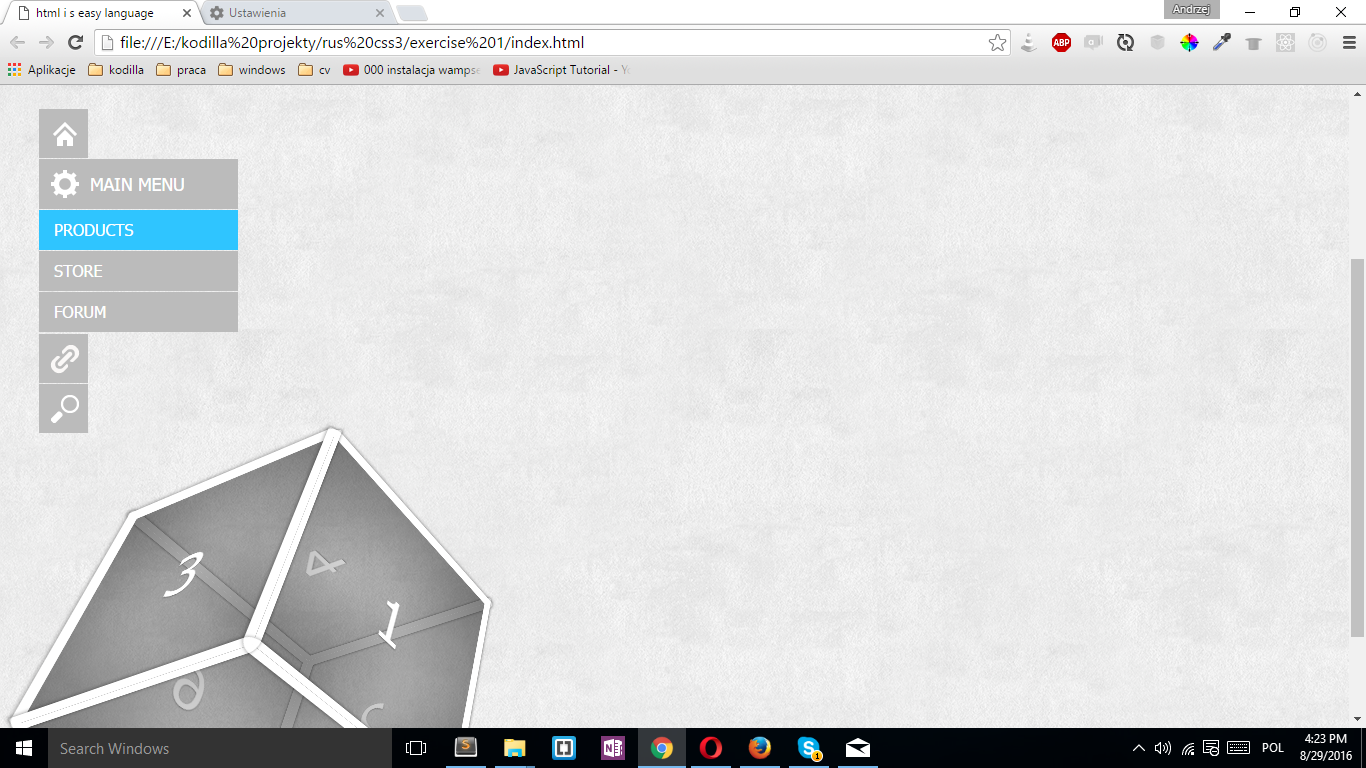 html i s easy language
Ustawienia
Andrzej
file:///E:/kodilla%20projekty/rus%20css3/exercise%201/index.html
ABP
Aplikacje
kodilla
praca
windows
cv
000 instalacja wampse
JavaScript Tutorial - Y
MAIN MENU
PRODUCTS
STORE
FORUM
3
4
1
Search Windows
S
N
1
POL
4:23 PM
8/29/2016